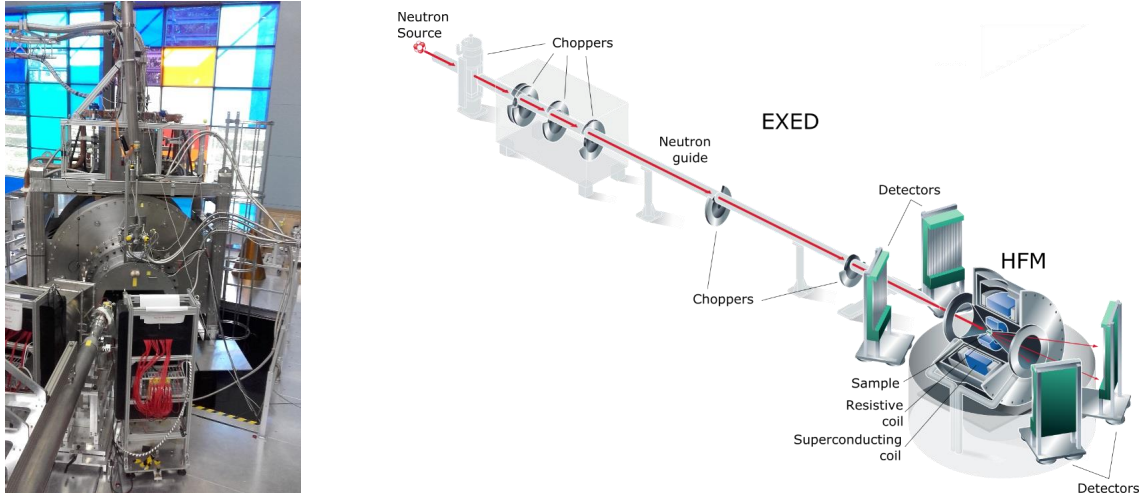 Neutron
Source
Choppers
EXED
Neutron
guide
Detectors
HFM
Choppers
Sample
Resistive
coil
Superconducting
coil
Detectors